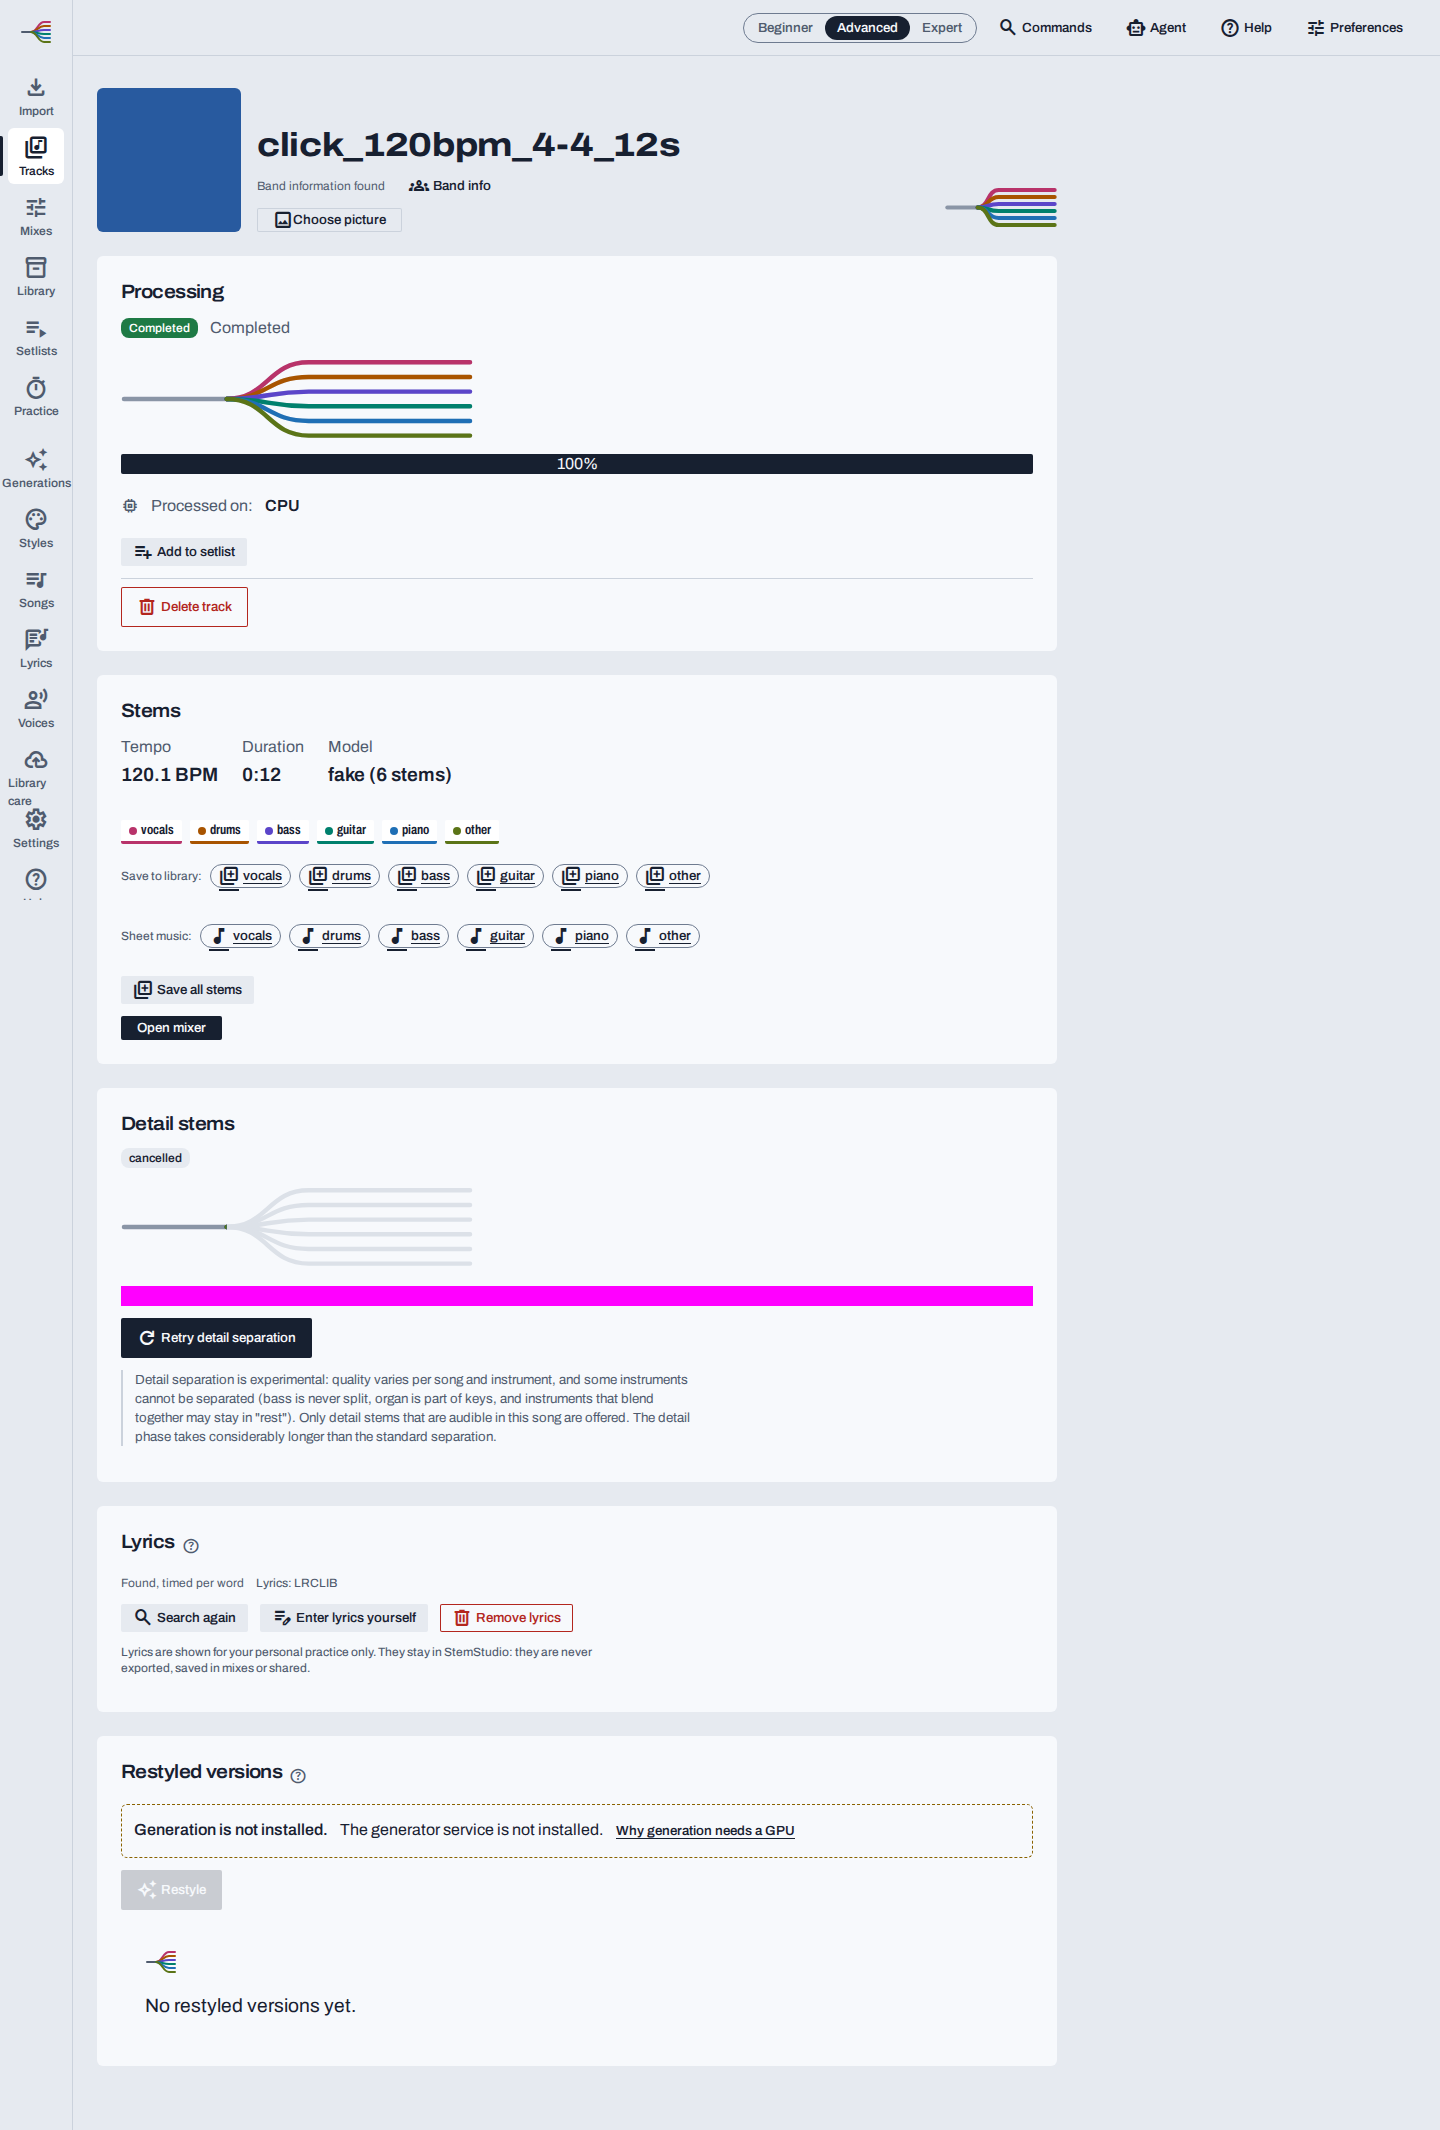 Beginner Advanced Expert Commands Agent Help Preferences
Import
Tracks
Mixes
Library
Setlists
Practice
Generations
Styles
Songs
Lyrics
Voices
Library
care
Settings
click_120bpm_4-4_12s
Band information found Band info
Choose picture
Processing
Completed Completed
100%
Processed on: CPU
Add to setlist
Delete track
Stems
Tempo Duration Model
120.1 BPM 0:12 fake (6 stems)
vocals drums bass guitar piano other
Save to library: vocals drums bass guitar piano other
Sheet music: vocals drums bass guitar piano other
Save all stems
Open mixer
Detail stems
cancelled
Retry detail separation
Detail separation is experimental: quality varies per song and instrument, and some instruments
cannot be separated (bass is never split, organ is part of keys, and instruments that blend
together may stay in "rest"). Only detail stems that are audible in this song are offered. The detail
phase takes considerably longer than the standard separation.
Lyrics
Found, timed per word Lyrics: LRCLIB
Search again Enter lyrics yourself Remove lyrics
Lyrics are shown for your personal practice only. They stay in StemStudio: they are never
exported, saved in mixes or shared.
Restyled versions
Generation is not installed. The generator service is not installed. Why generation needs a GPU
Restyle
No restyled versions yet.